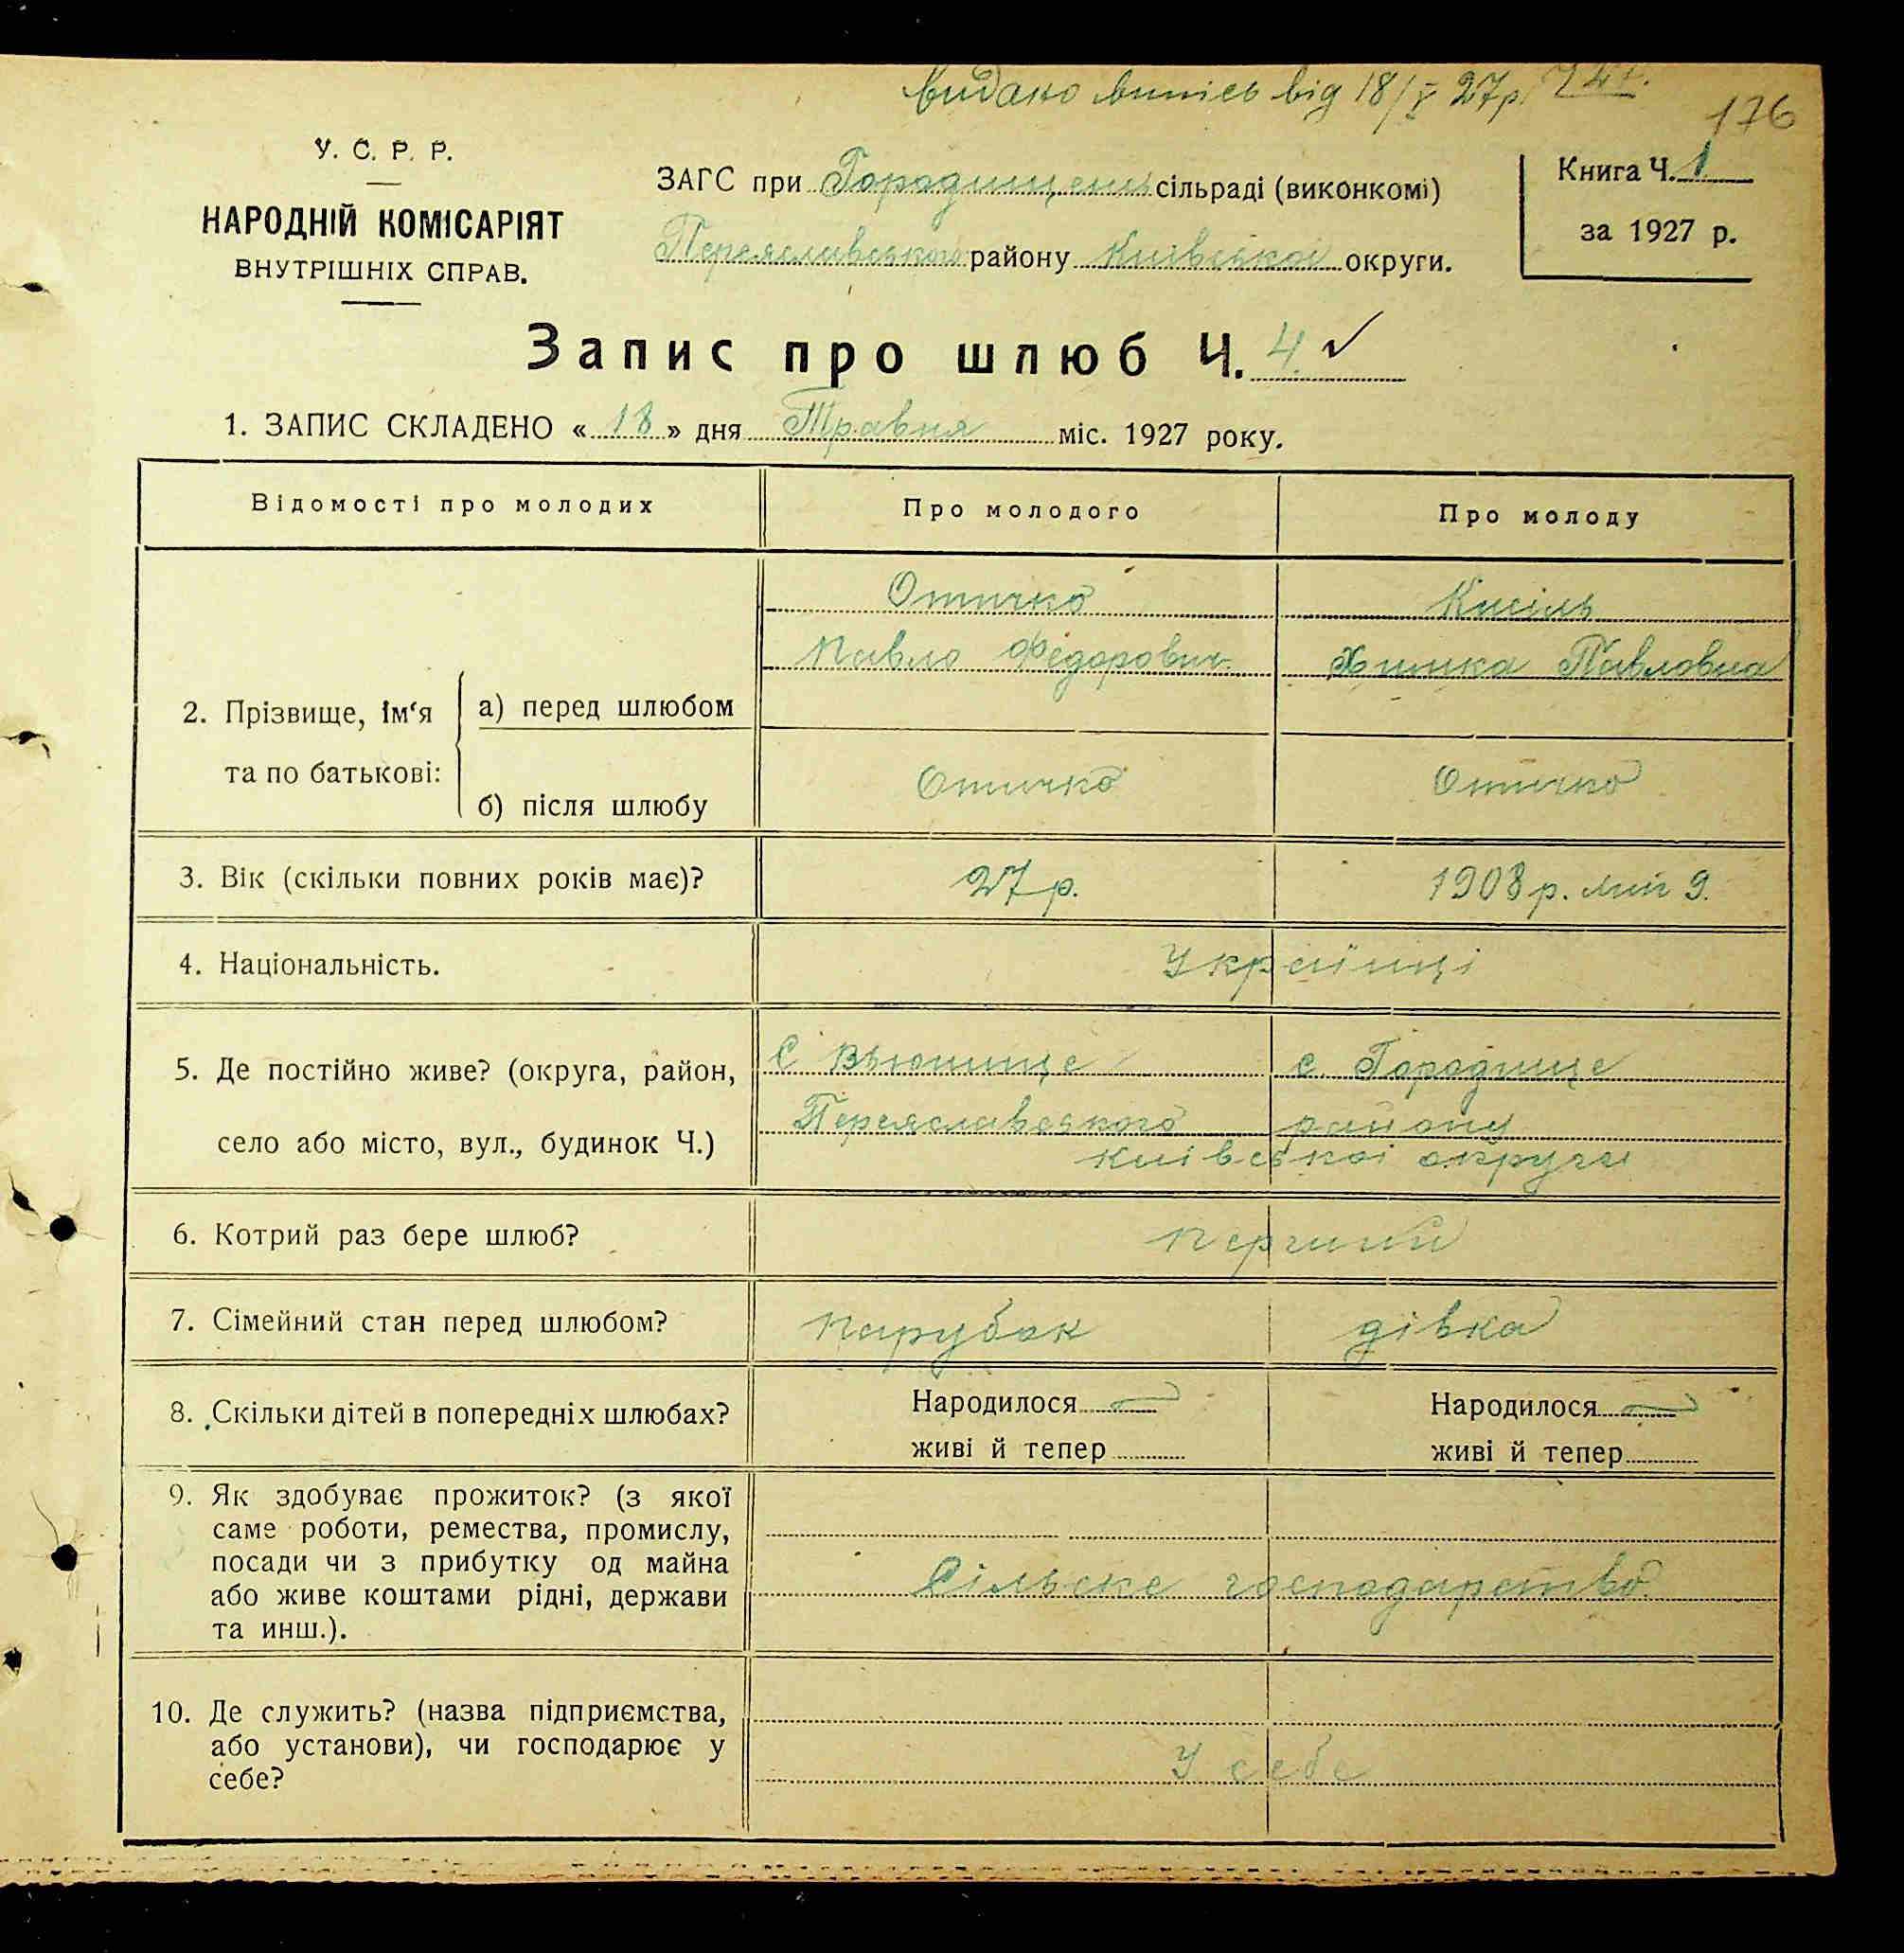 видано випісь від 18/V 27р. Ч 4.
176
У. С. Р. Р.
НАРОДНІЙ КОМІСАРІЯТ
ВНУТРІШНІХ СПРАВ.
ЗАГС при Городищен. сільраді (виконкомі)
Переяславського району Київської округи.
Книга Ч. 1
за 1927 р.
Запис про шлюб Ч. 4 ✓
1. ЗАПИС СКЛАДЕНО « 18 » дня Травня міс. 1927 року.
Відомості про молодих
Про молодого
Про молоду
2. Прізвище, ім‘я
та по батькові:
а) перед шлюбом
Отичко
Павло Федорович
Кисіль
Химка Павловна
б) після шлюбу
Отичко
Отичко
3. Вік (скільки повних років має)?
27 р.
1908 р. 9.
4. Національність.
Українці
5. Де постійно живе? (округа, район,
село або місто, вул., будинок Ч.)
С Вьюнище
с Городище
Переяславського району
київскоі округи
6. Котрий раз бере шлюб?
Перший
7. Сімейний стан перед шлюбом?
Парубок
дівка
8. Скільки дітей в попередніх шлюбах?
Народилося
живі й тепер
Народилося
живі й тепер
9. Як здобуває прожиток? (з якої
саме роботи, ремества, промислу,
посади чи з прибутку од майна
або живе коштами рідні, держави
та инш.).
Сільске господарство
10. Де служить? (назва підприємства,
або установи), чи господарює у
себе?
У себе